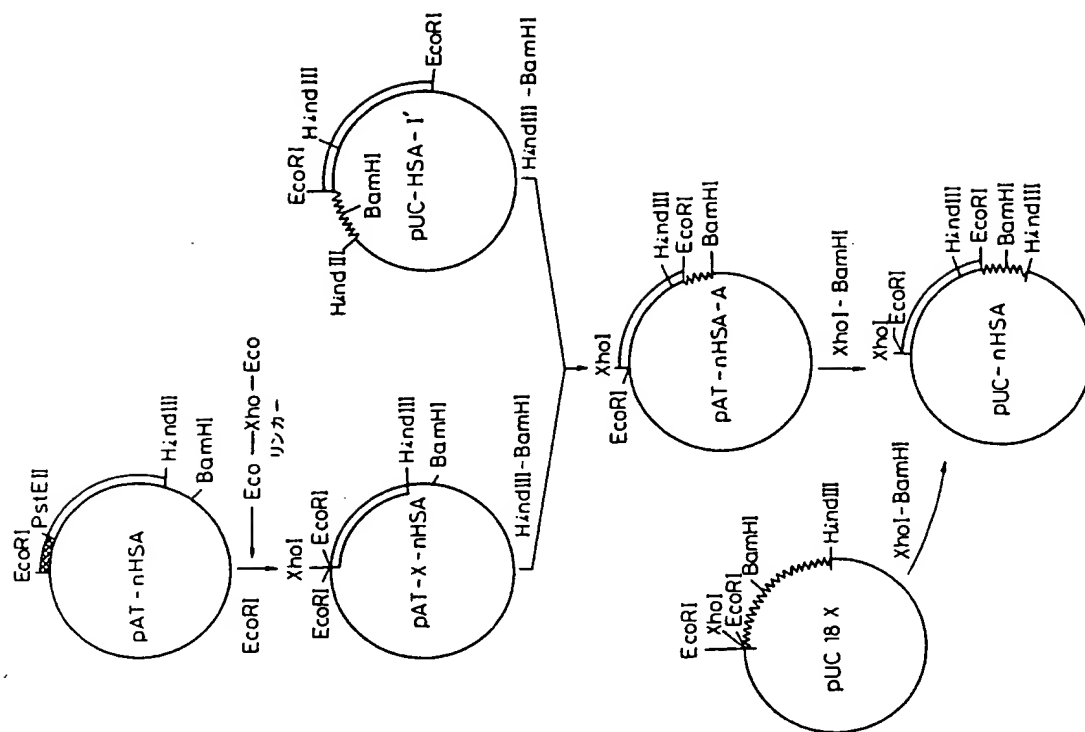 EcoRI
PstEII
HindIII
BamHI
pAT-nHSA
EcoRI
Eco—Xho—Eco
リンカー
XhoI
EcoRI
EcoRI
HindIII
BamHI
pAT-X-nHSA
HindIII-BamHI
EcoRI
HindIII
BamHI
HindIII
EcoRI
pUC-HSA-I'
HindIII-BamHI
XhoI
EcoRI
HindIII
EcoRI
BamHI
pAT-nHSA-A
XhoI-BamHI
EcoRI
XhoI
EcoRI
BamHI
HindIII
pUC 18 X
XhoI-BamHI
XhoI
EcoRI
HindIII
EcoRI
BamHI
HindIII
pUC-nHSA